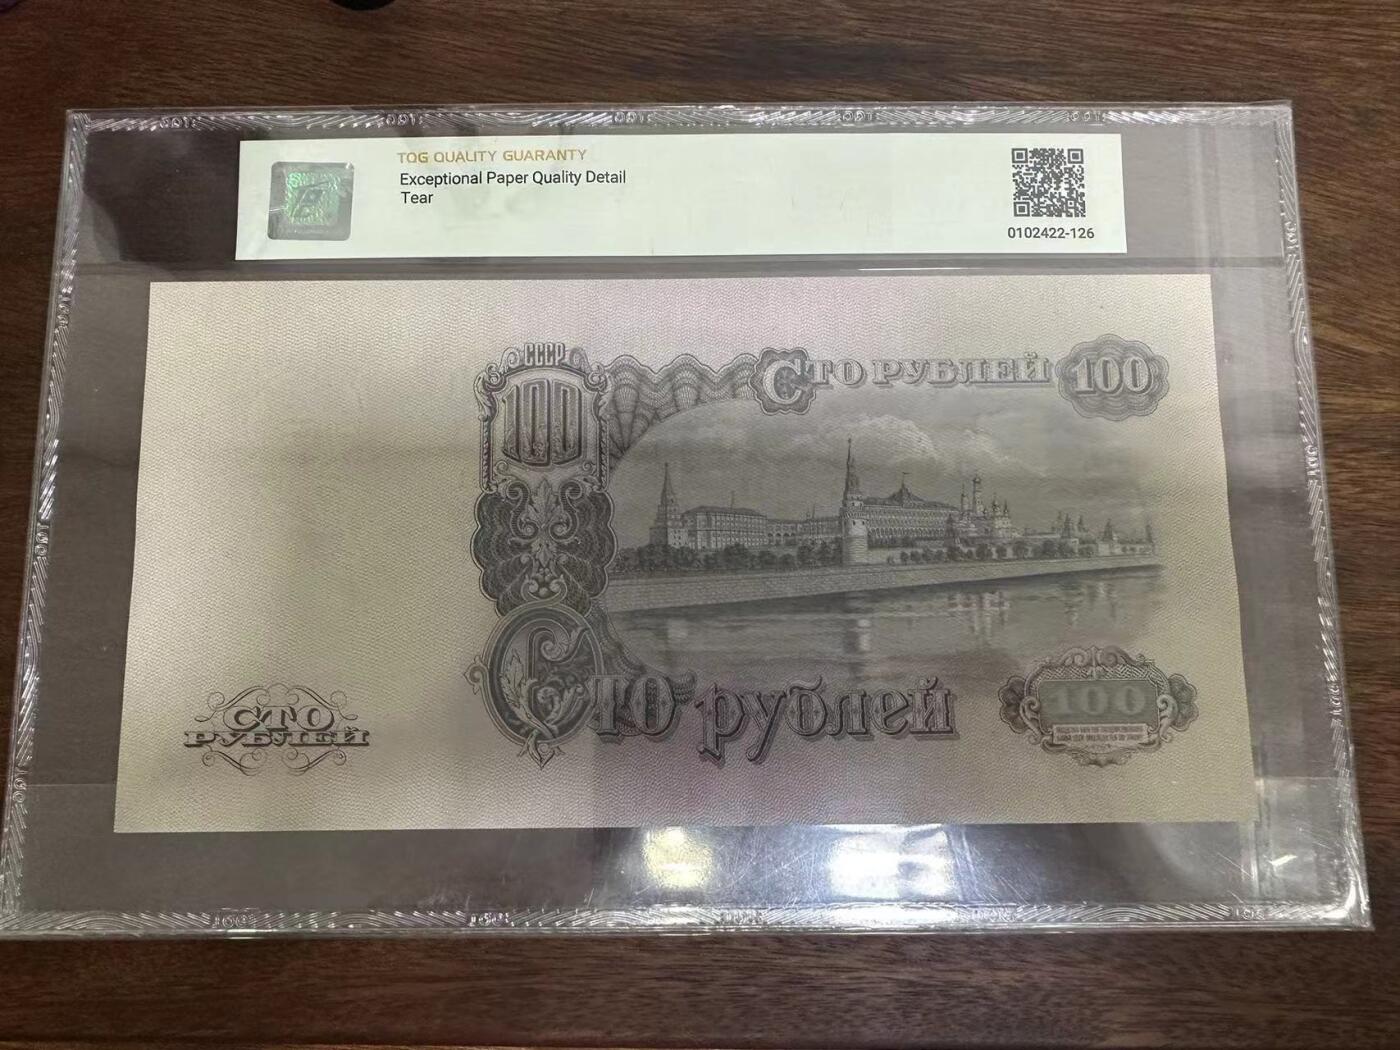 TQG QUALITY GUARANTY
Exceptional Paper Quality Detail
Tear
0102422-126
СССР
100
СТО РУБЛЕЙ
100
Сто рублей
СТО
РУБЛЕЙ
100